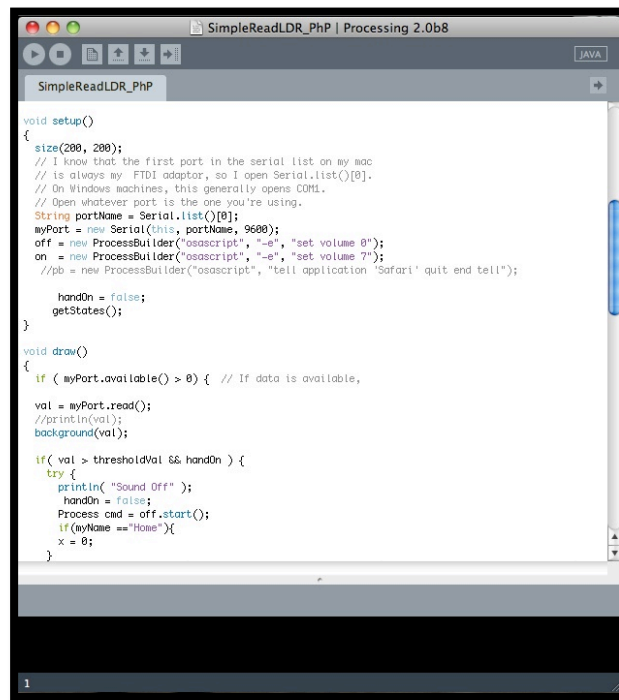 SimpleReadLDR_PhP | Processing 2.0b8
JAVA
SimpleReadLDR_PhP
void setup()
{
size(200, 200);
// I know that the first port in the serial list on my mac
// is always my  FTDI adaptor, so I open Serial.list()[0].
// On Windows machines, this generally opens COM1.
// Open whatever port is the one you're using.
String portName = Serial.list()[0];
myPort = new Serial(this, portName, 9600);
off = new ProcessBuilder("osascript", "-e", "set volume 0");
on  = new ProcessBuilder("osascript", "-e", "set volume 7");
//pb = new ProcessBuilder("osascript", "tell application 'Safari' quit end tell");
handOn = false;
getStates();
}
void draw()
{
if ( myPort.available() > 0) {  // If data is available,
val = myPort.read();
//println(val);
background(val);
if( val > thresholdVal && handOn ) {
try {
println( "Sound Off" );
handOn = false;
Process cmd = off.start();
if(myName =="Home"){
x = 0;
}
1